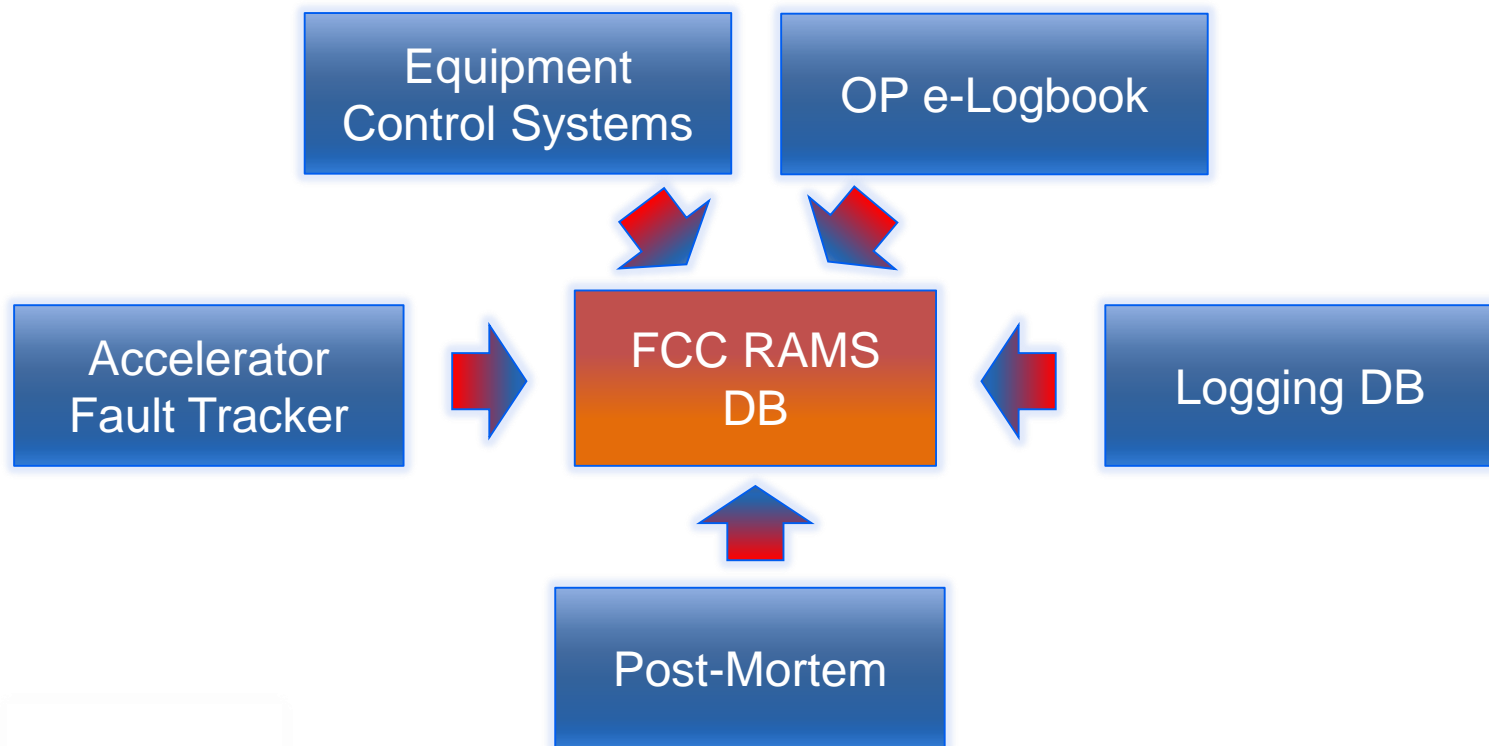 Equipment
Control Systems
OP e-Logbook
Accelerator
Fault Tracker
FCC RAMS
DB
Logging DB
Post-Mortem